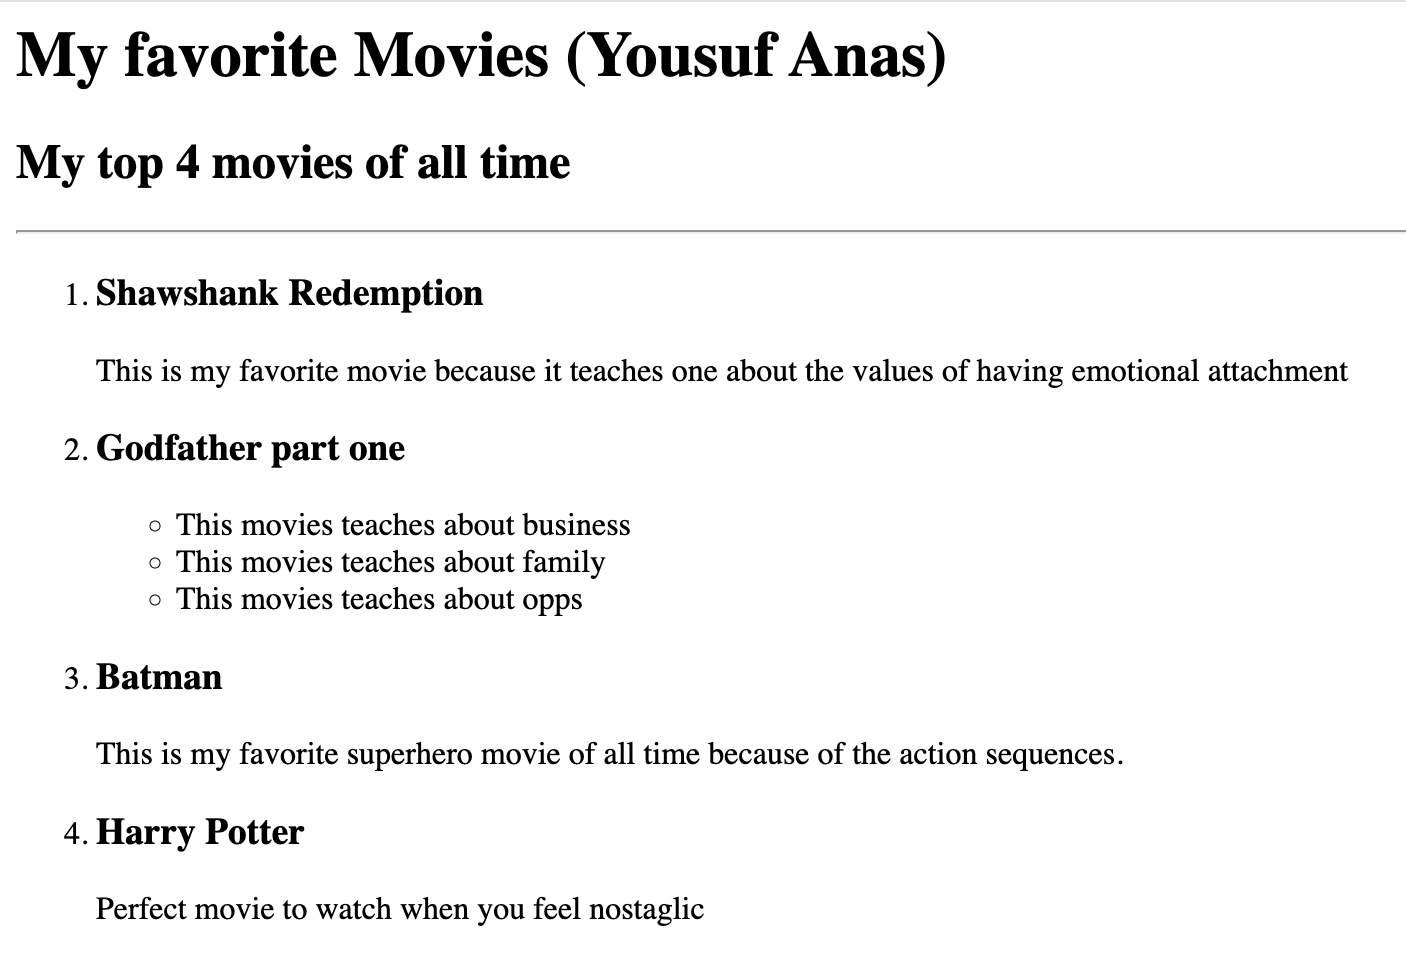 My favorite Movies (Yousuf Anas)
My top 4 movies of all time
1. Shawshank Redemption
This is my favorite movie because it teaches one about the values of having emotional attachment
2. Godfather part one
◦ This movies teaches about business
◦ This movies teaches about family
◦ This movies teaches about opps
3. Batman
This is my favorite superhero movie of all time because of the action sequences.
4. Harry Potter
Perfect movie to watch when you feel nostaglic